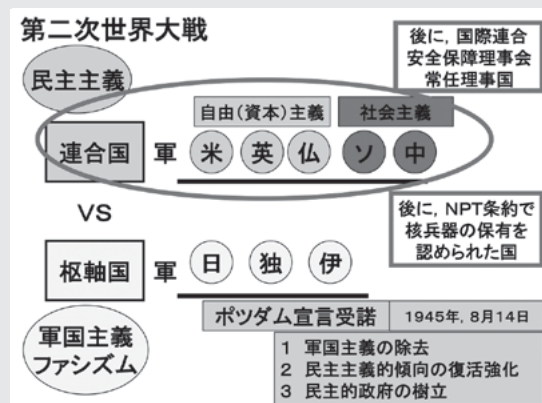 第二次世界大戦
後に,国際連合
安全保障理事会
常任理事国
民主主義
自由(資本)主義 社会主義
連合国 軍 米 英 仏 ソ 中
VS
後に,NPT条約で
核兵器の保有を
認められた国
枢軸国 軍 日 独 伊
ポツダム宣言受諾 1945年,8月14日
軍国主義
ファシズム
1 軍国主義の除去
2 民主主義的傾向の復活強化
3 民主的政府の樹立